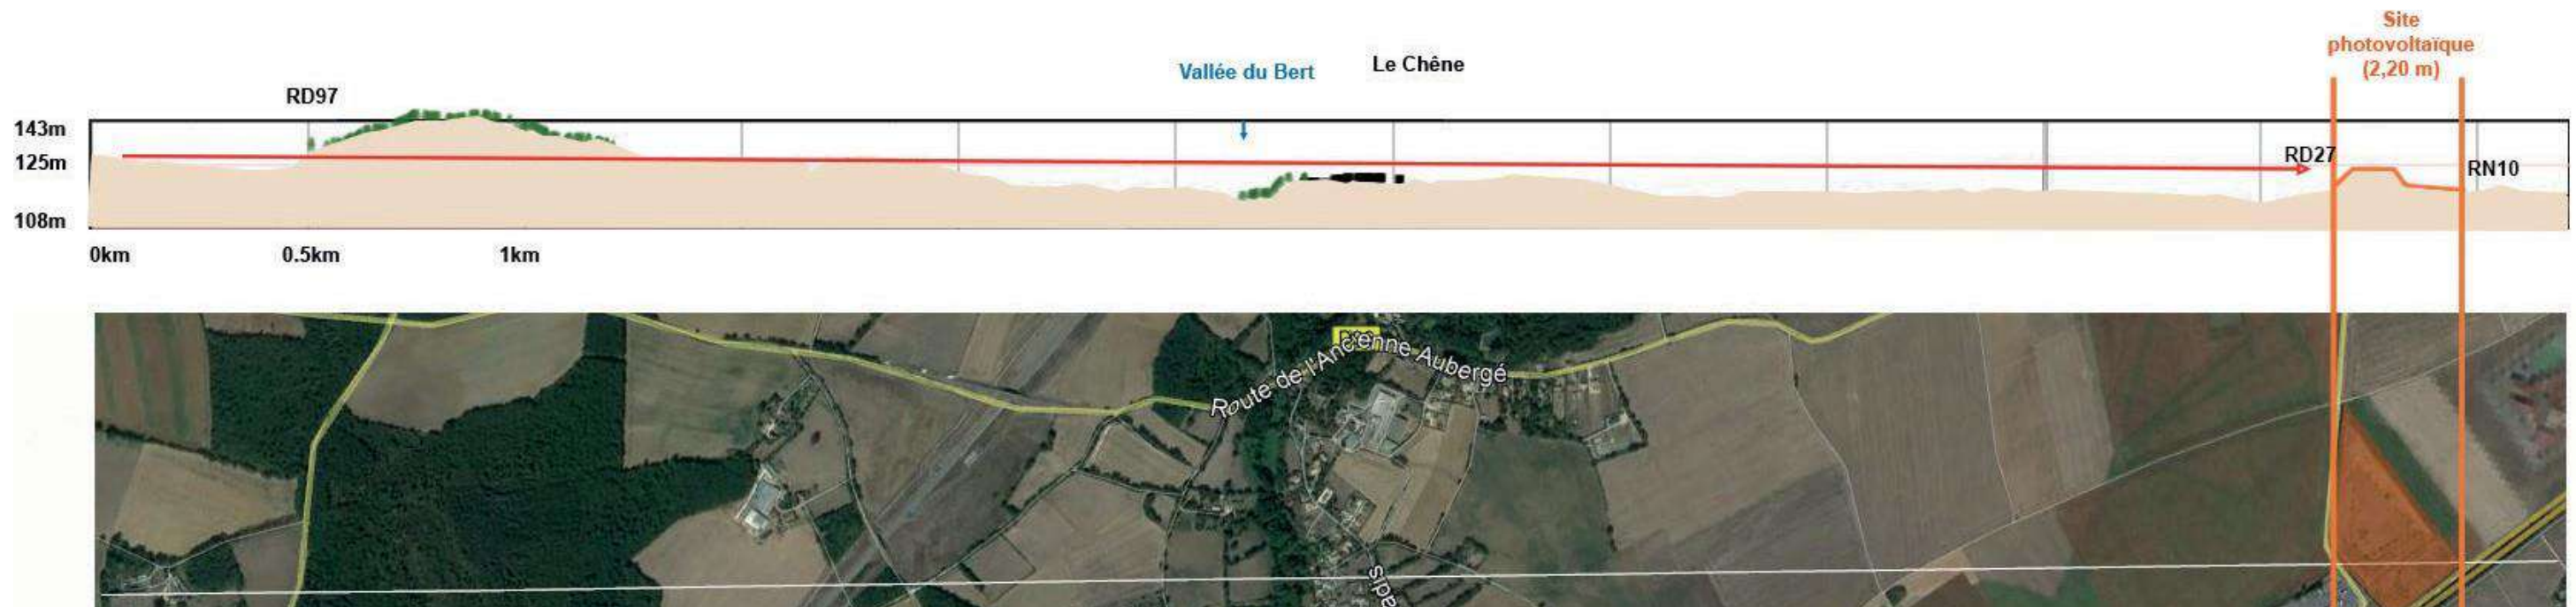 Site
photovoltaïque
(2,20 m)
Vallée du Bert
Le Chêne
RD97
143m
125m
RD27
RN10
108m
0km
0.5km
1km
Route de l'Ancienne Auberge